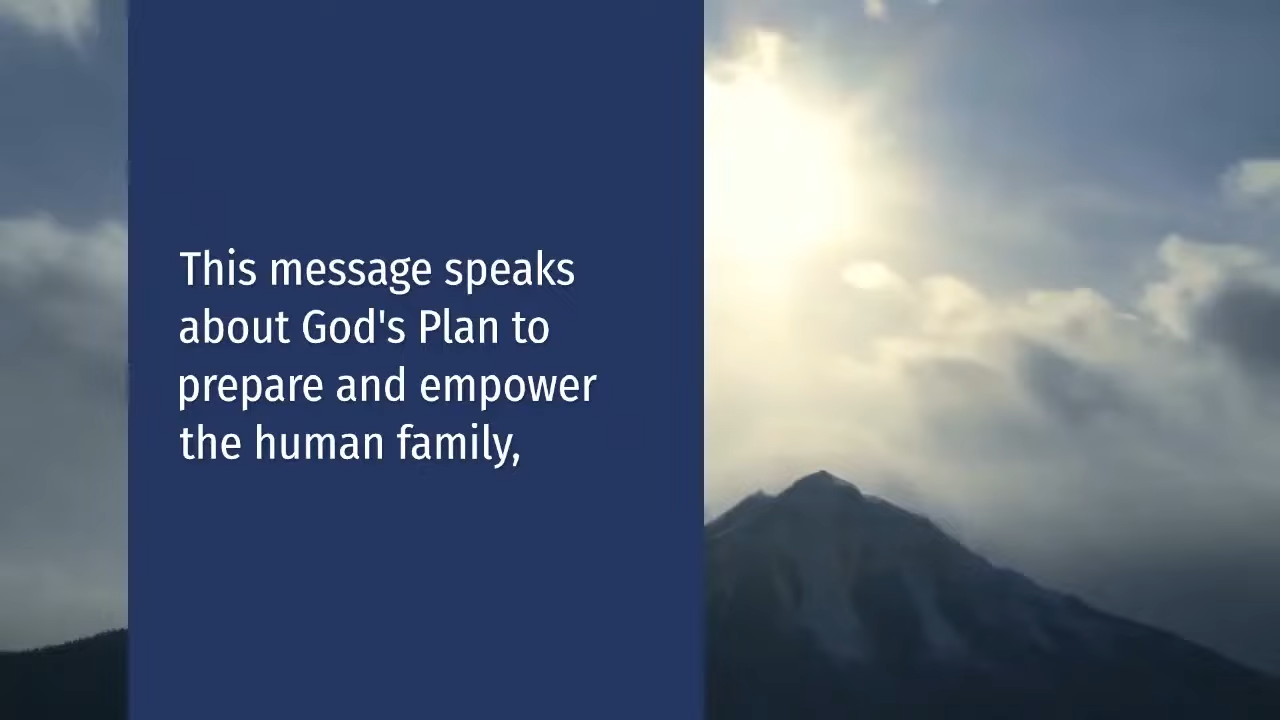 This message speaks
about God's Plan to
prepare and empower
the human family,